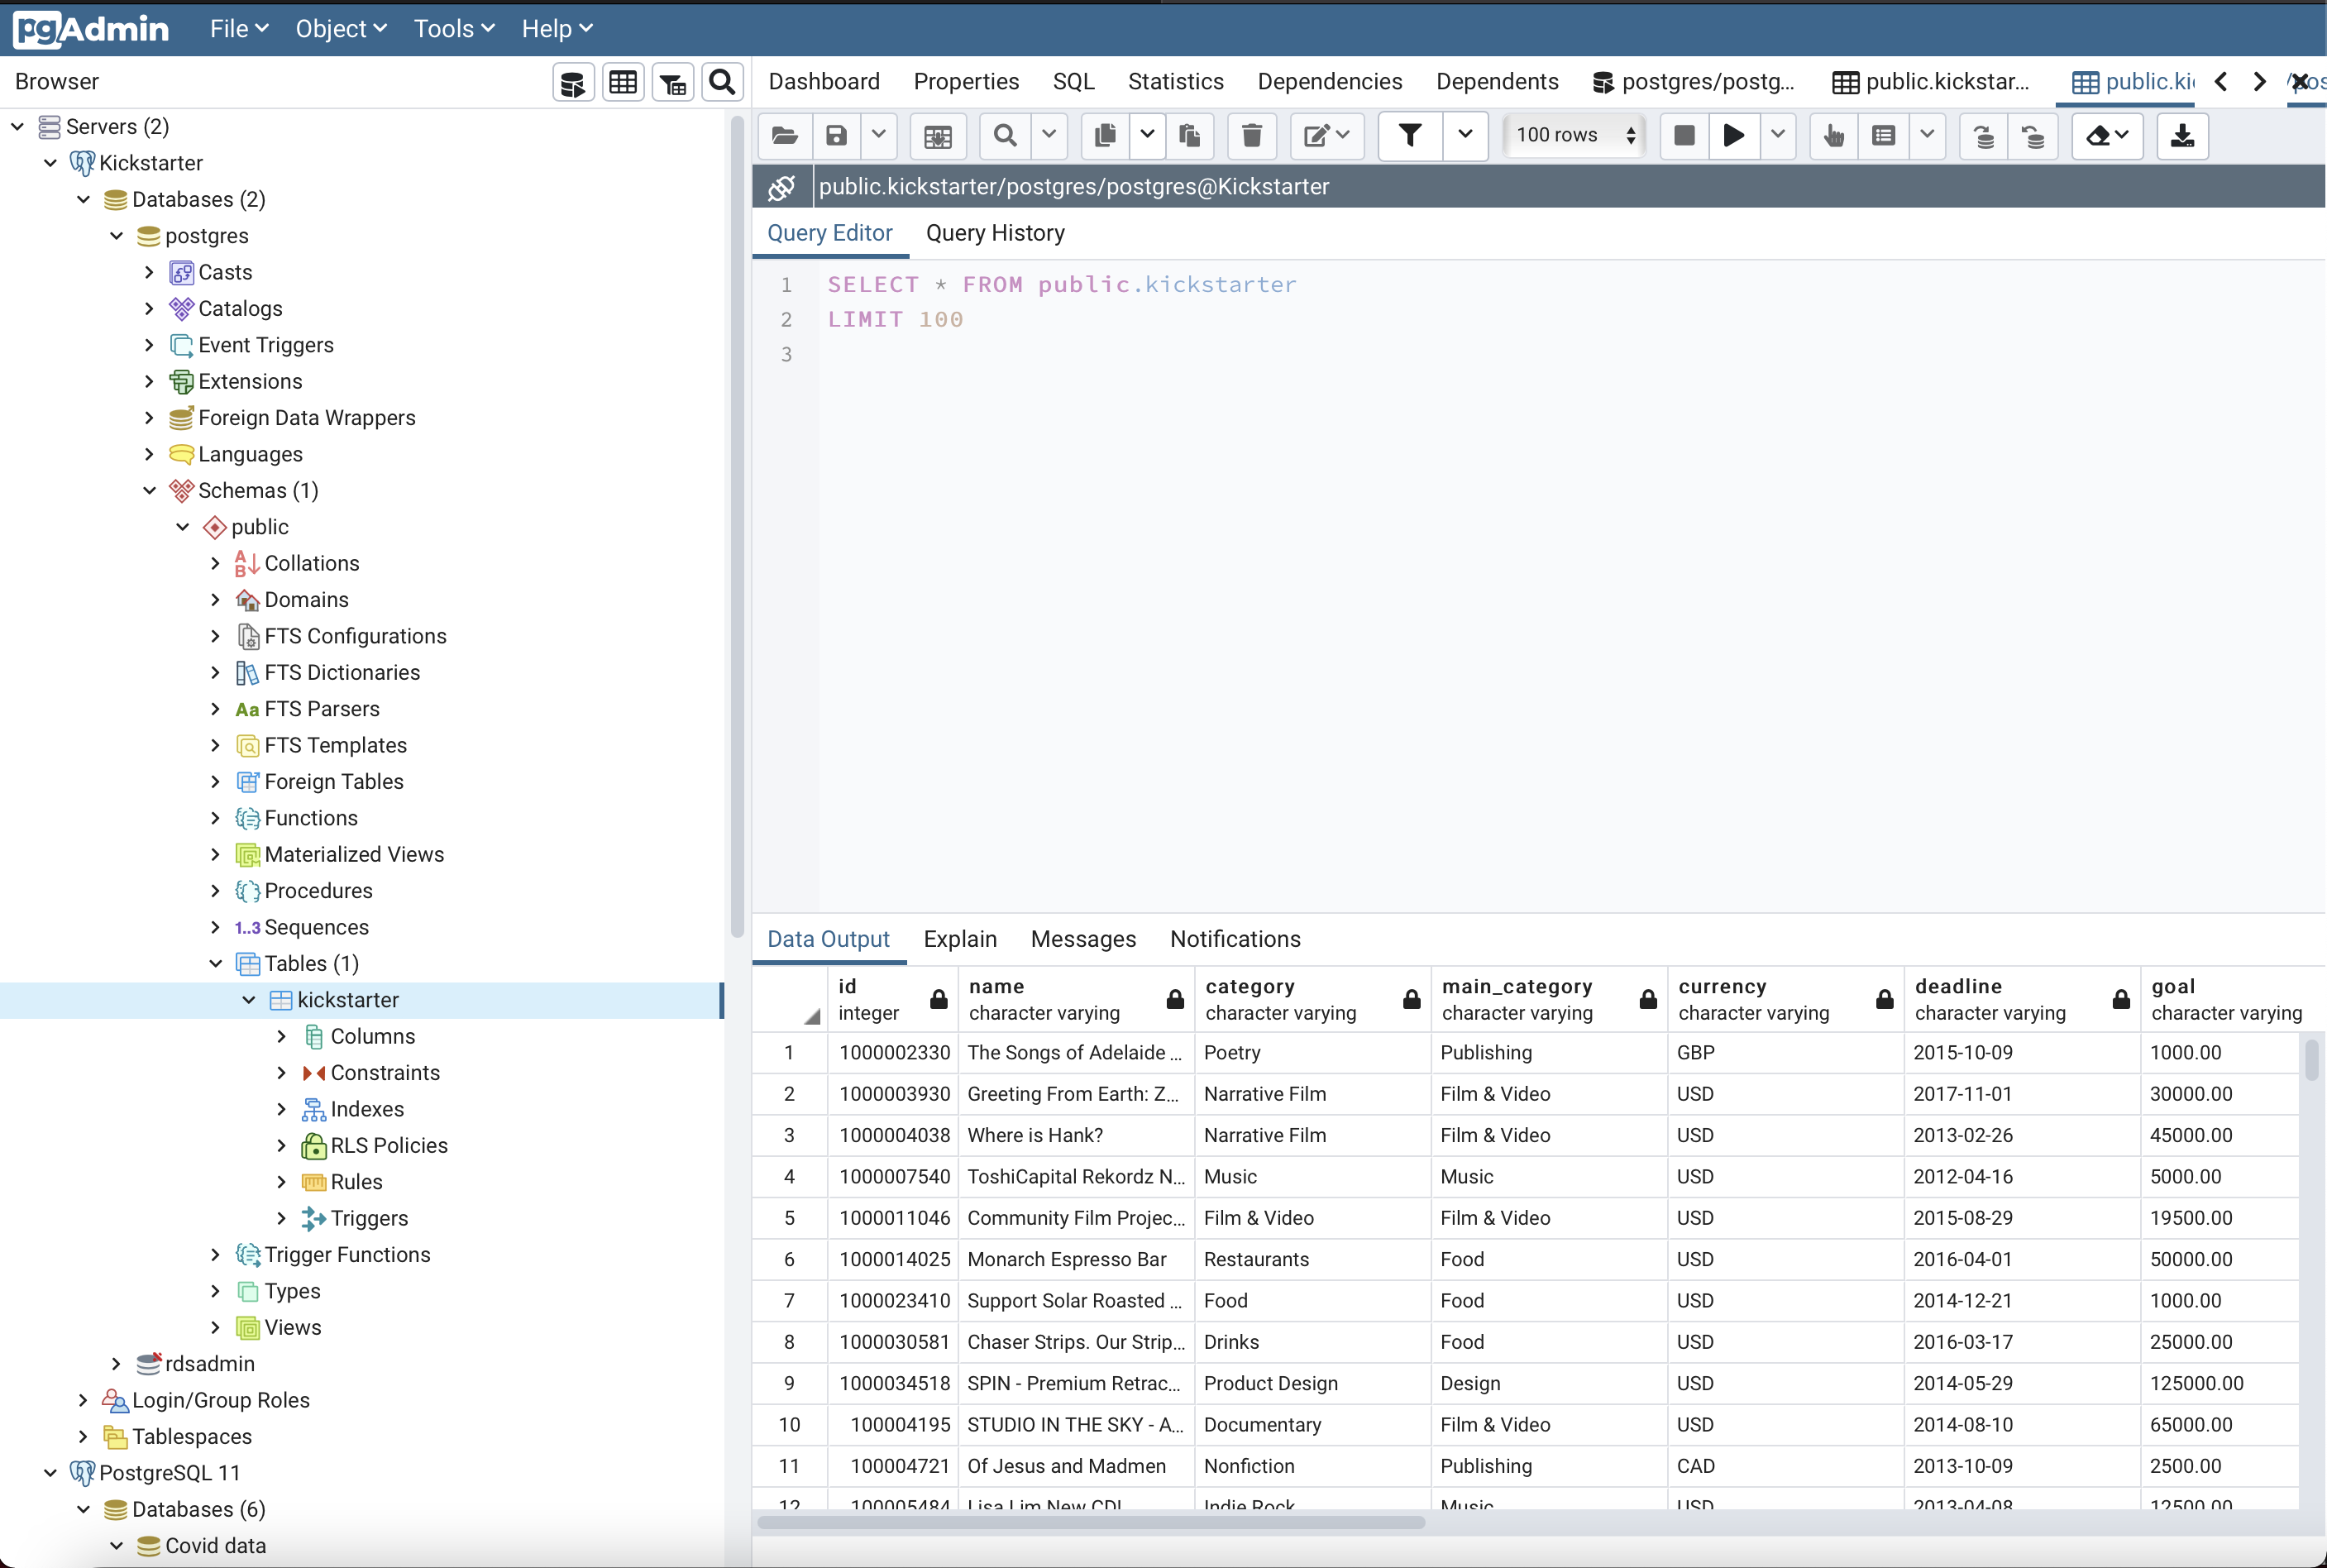 pgAdmin File Object Tools Help
Browser
Dashboard Properties SQL Statistics Dependencies Dependents postgres/postg... public.kickstar... public.ki
Servers (2)
Kickstarter
Databases (2)
postgres
Casts
Catalogs
Event Triggers
Extensions
Foreign Data Wrappers
Languages
Schemas (1)
public
Collations
Domains
FTS Configurations
FTS Dictionaries
Aa FTS Parsers
FTS Templates
Foreign Tables
Functions
Materialized Views
Procedures
1..3 Sequences
Tables (1)
kickstarter
Columns
Constraints
Indexes
RLS Policies
Rules
Triggers
Trigger Functions
Types
Views
rdsadmin
Login/Group Roles
Tablespaces
PostgreSQL 11
Databases (6)
Covid data
100 rows
public.kickstarter/postgres/postgres@Kickstarter
Query Editor Query History
1 SELECT * FROM public.kickstarter
2 LIMIT 100
3
Data Output Explain Messages Notifications
id name category main_category currency deadline goal
integer character varying character varying character varying character varying character varying character varying
1 1000002330 The Songs of Adelaide ... Poetry Publishing GBP 2015-10-09 1000.00
2 1000003930 Greeting From Earth: Z... Narrative Film Film & Video USD 2017-11-01 30000.00
3 1000004038 Where is Hank? Narrative Film Film & Video USD 2013-02-26 45000.00
4 1000007540 ToshiCapital Rekordz N... Music Music USD 2012-04-16 5000.00
5 1000011046 Community Film Projec... Film & Video Film & Video USD 2015-08-29 19500.00
6 1000014025 Monarch Espresso Bar Restaurants Food USD 2016-04-01 50000.00
7 1000023410 Support Solar Roasted ... Food Food USD 2014-12-21 1000.00
8 1000030581 Chaser Strips. Our Strip... Drinks Food USD 2016-03-17 25000.00
9 1000034518 SPIN - Premium Retrac... Product Design Design USD 2014-05-29 125000.00
10 100004195 STUDIO IN THE SKY - A... Documentary Film & Video USD 2014-08-10 65000.00
11 100004721 Of Jesus and Madmen Nonfiction Publishing CAD 2013-10-09 2500.00
12 100005484 Lisa Lim New CD! Indie Rock Music USD 2013-04-08 12500.00